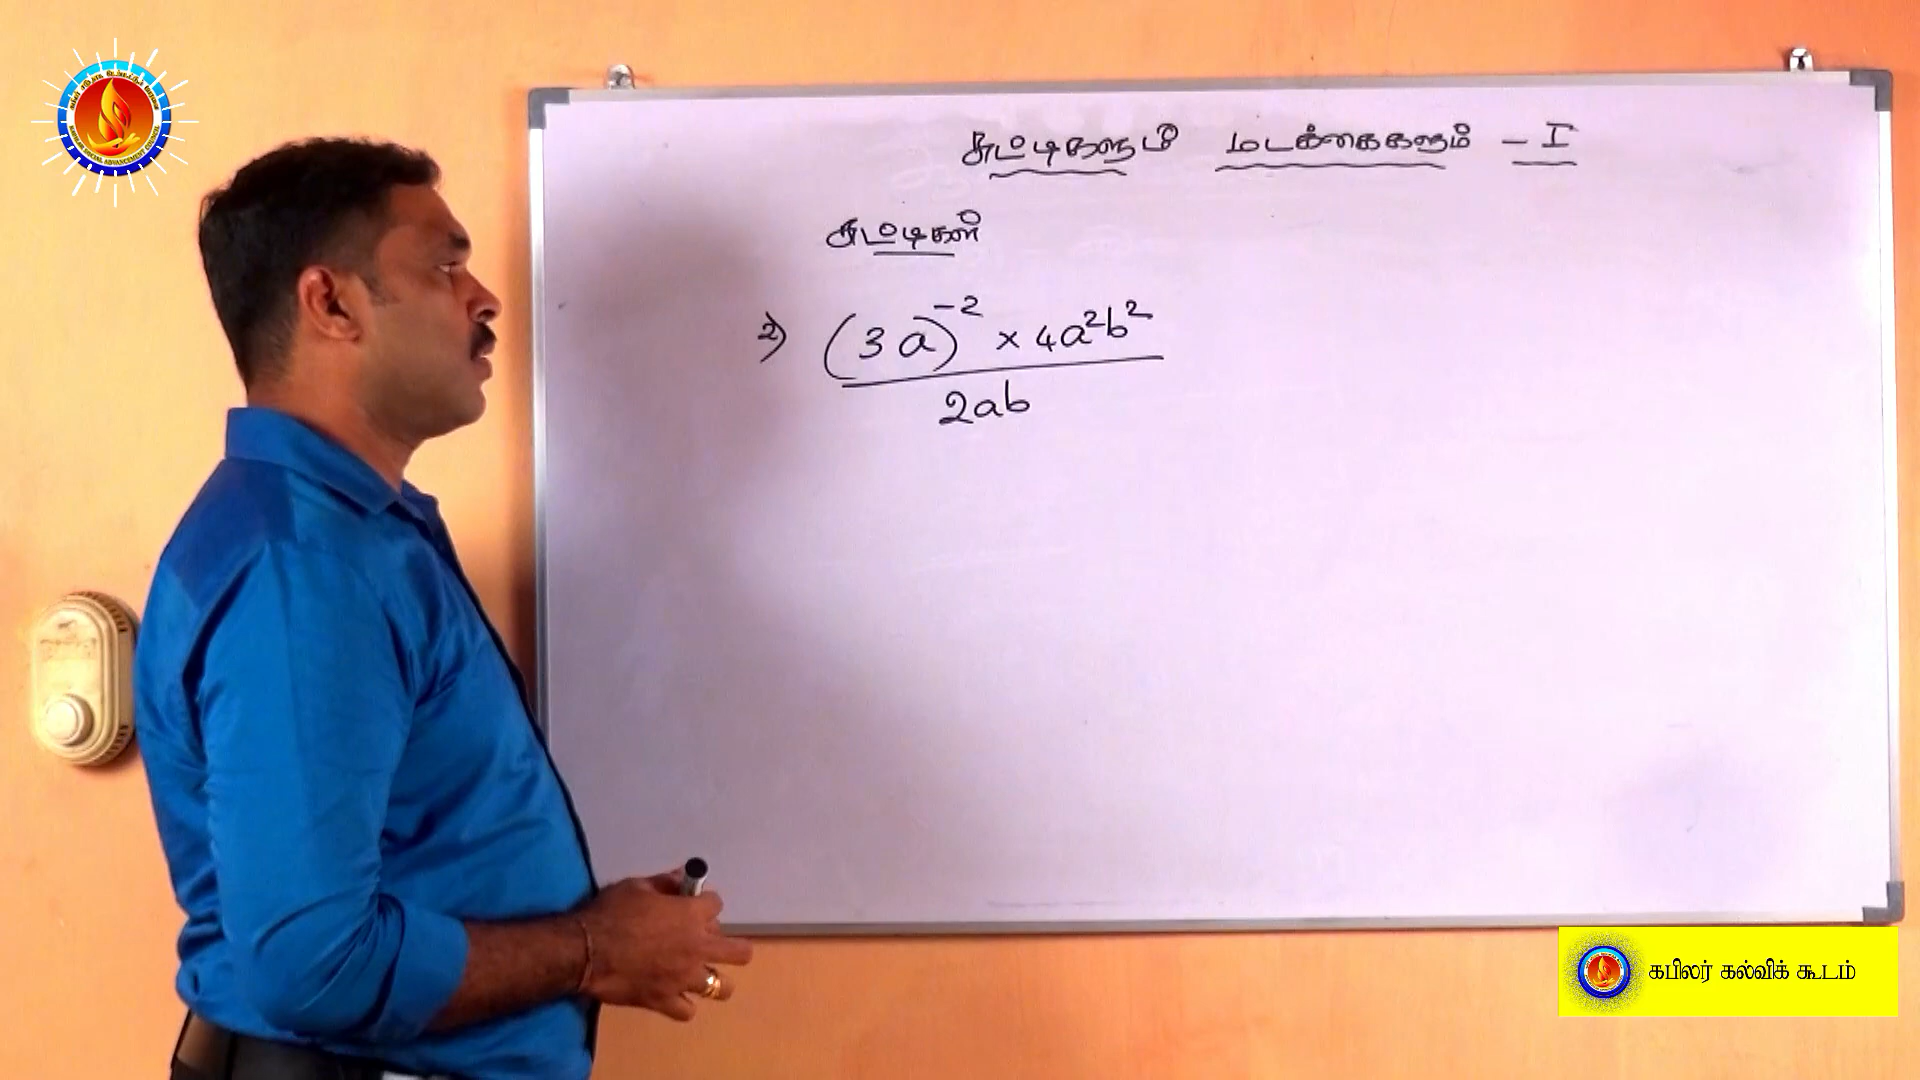 சுட்டிகளும் மடக்கைகளும் - I
சுட்டிகள்
2) (3a)⁻² × 4a²b²
2ab
கபிலர் கல்விக் கூடம்